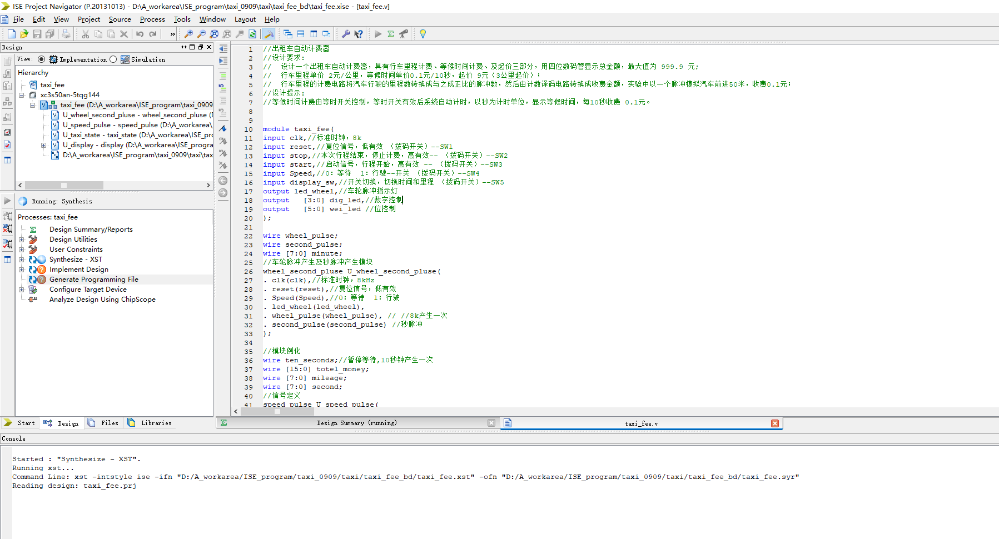 ISE Project Navigator (P.20131013) - D:\A_workarea\ISE_program\taxi_0909\taxi\taxi_fee_bd\taxi_fee.xise - [taxi_fee.v]
File Edit View Project Source Process Tools Window Layout Help
Design
View: Implementation Simulation
Hierarchy
taxi_fee
xc3s50an-5tqg144
taxi_fee (D:\A_workarea\ISE_program\taxi_0909
U_wheel_second_pluse - wheel_second_pluse (
U_speed_pulse - speed_pulse (D:\A_workarea\
U_taxi_state - taxi_state (D:\A_workarea\ISE_pr
U_display - display (D:\A_workarea\ISE_progra
D:\A_workarea\ISE_program\taxi_0909\taxi\tax
Running: Synthesis
Processes: taxi_fee
Design Summary/Reports
Design Utilities
User Constraints
Synthesize - XST
Implement Design
Generate Programming File
Configure Target Device
Analyze Design Using ChipScope
Start Design Files Libraries
1 //出租车自动计费器
2 //设计要求:
3 //  设计一个出租车自动计费器，具有行车里程计费、等候时间计费、及起价三部分，用四位数码管显示总金额，最大值为 999.9 元;
4 //  行车里程单价 2元/公里，等候时间单价0.1元/10秒，起价 9元（3公里起价）；
5 //  行车里程的计费电路将汽车行驶的里程数转换成与之成正比的脉冲数，然后由计数译码电路转换成收费金额，实验中以一个脉冲模拟汽车前进50米，收费0.1元；
6 //设计提示:
7 //等候时间计费由等时开关控制，等时开关有效后系统自动计时，以秒为计时单位，显示等候时间，每10秒收费 0.1元。
8
9
10 module taxi_fee(
11 input clk,//标准时钟，8k
12 input reset,//复位信号，低有效 （拨码开关）--SW1
13 input stop,//本次行程结束，停止计费，高有效-- （拨码开关）--SW2
14 input start,//启动信号，行程开始，高有效 -- （拨码开关）--SW3
15 input Speed,//0：等待  1：行驶--开关 （拨码开关）--SW4
16 input display_sw,//开关切换，切换时间和里程 （拨码开关）--SW5
17 output led_wheel,//车轮脉冲指示灯
18 output   [3:0] dig_led,//数字控制
19 output   [5:0] wei_led //位控制
20 );
21
22 wire wheel_pulse;
23 wire second_pulse;
24 wire [7:0] minute;
25 //车轮脉冲产生及秒脉冲产生模块
26 wheel_second_pluse U_wheel_second_pluse(
27 . clk(clk),//标准时钟，8kHz
28 . reset(reset),//复位信号，低有效
29 . Speed(Speed),//0：等待  1：行驶
30 . led_wheel(led_wheel),
31 . wheel_pulse(wheel_pulse), // //8k产生一次
32 . second_pulse(second_pulse) //秒脉冲
33 );
34
35 //模块例化
36 wire ten_seconds;//暂停等待,10秒钟产生一次
37 wire [15:0] totel_money;
38 wire [7:0] mileage;
39 wire [7:0] second;
40 //信号定义
41 speed_pulse U_speed_pulse(
Design Summary (running) taxi_fee.v
Console
Started : "Synthesize - XST".
Running xst...
Command Line: xst -intstyle ise -ifn "D:/A_workarea/ISE_program/taxi_0909/taxi/taxi_fee_bd/taxi_fee.xst" -ofn "D:/A_workarea/ISE_program/taxi_0909/taxi/taxi_fee_bd/taxi_fee.syr"
Reading design: taxi_fee.prj